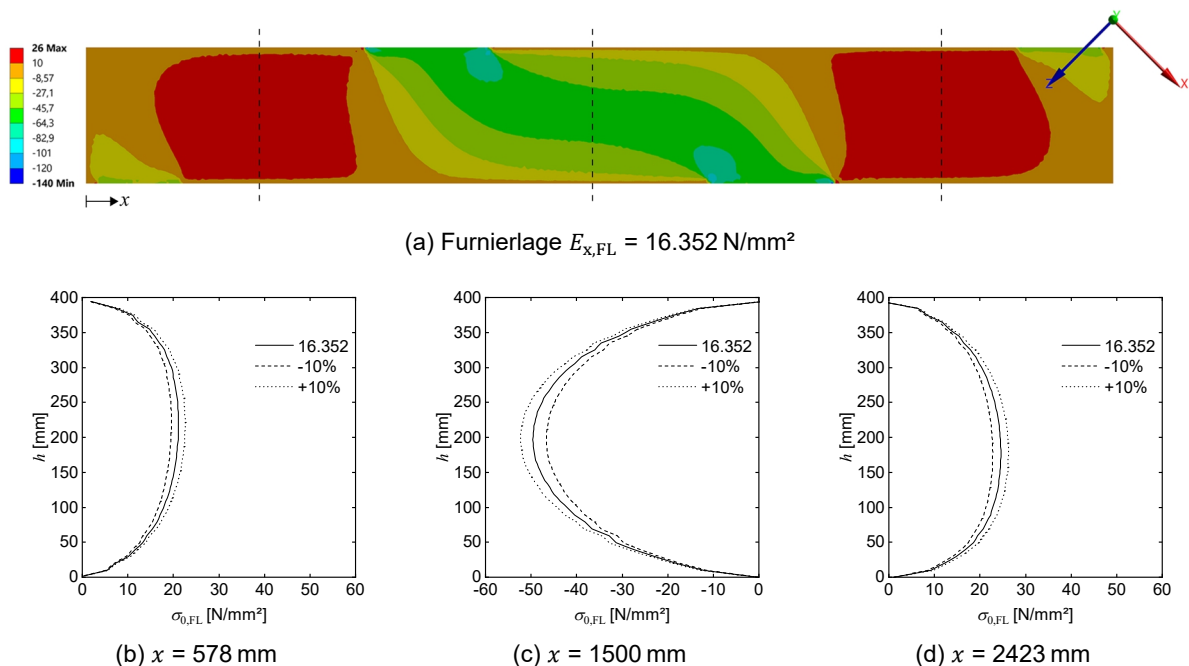 26 Max
10
-8,57
-27,1
-45,7
-64,3
-82,9
-101
-120
-140 Min
x
Y
Z
X
(a) Furnierlage Eₓ,FL = 16.352 N/mm²
400
350
300
250
200
150
100
50
0
h [mm]
16.352
-10%
+10%
0 10 20 30 40 50 60
σ0,FL [N/mm²]
(b) x = 578 mm
400
350
300
250
200
150
100
50
0
h [mm]
16.352
-10%
+10%
-60 -50 -40 -30 -20 -10 -0
σ0,FL [N/mm²]
(c) x = 1500 mm
400
350
300
250
200
150
100
50
0
h [mm]
16.352
-10%
+10%
0 10 20 30 40 50 60
σ0,FL [N/mm²]
(d) x = 2423 mm